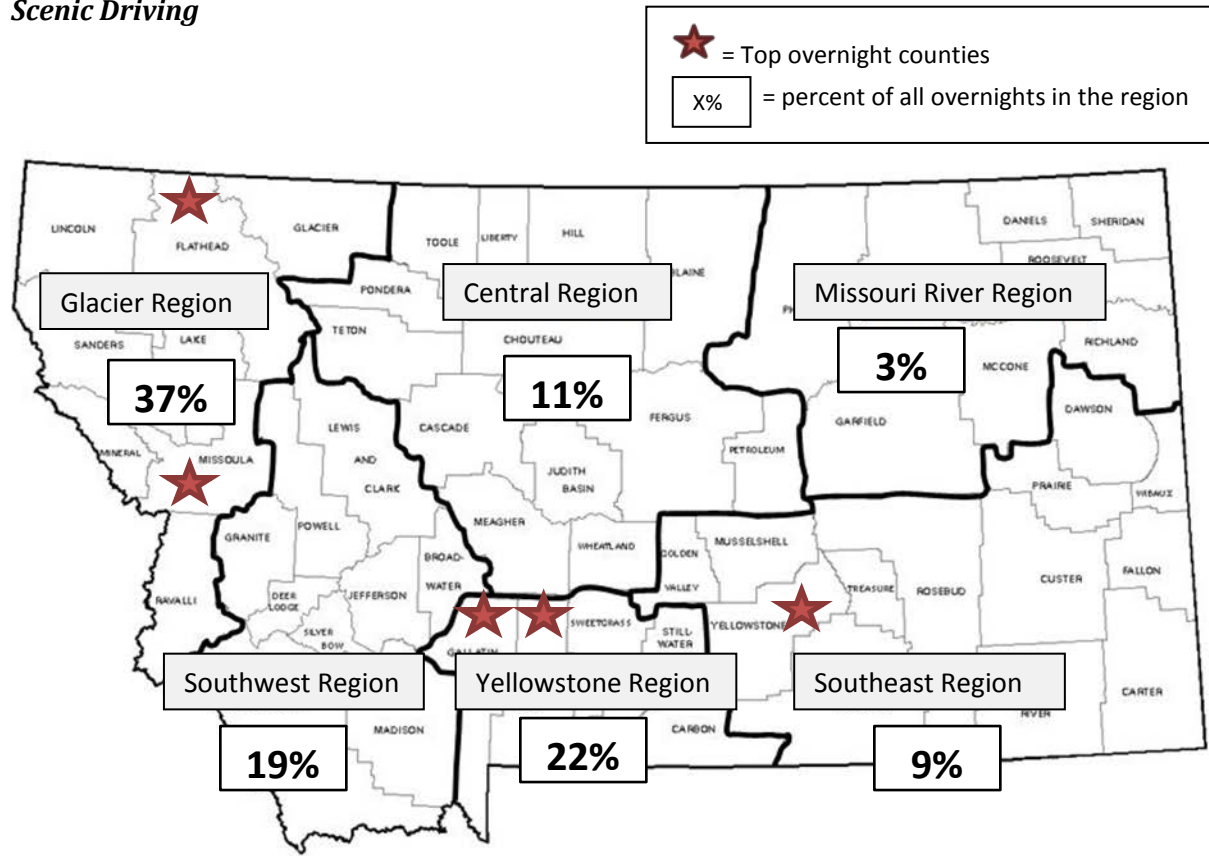 Scenic Driving
= Top overnight counties
X% = percent of all overnights in the region
LINCOLN
FLATHEAD
GLACIER
TOOLE
LIBERTY
HILL
DANIELS
SHERIDAN
ROOSEVELT
LAINE
PONDERA
Glacier Region
Central Region
Missouri River Region
TETON
SANDERS
LAKE
CHOUTEAU
RICHLAND
MCCONE
37%
11%
3%
DAWSON
LEWIS
AND
CLARK
CASCADE
FERGUS
GARFIELD
MINERAL
MISSOULA
JUDITH
BASIN
PETROLEUM
PRAIRIE
WIBAUX
MEAGHER
GRANITE
POWELL
WHEATLAND
GOLDEN
VALLEY
MUSSELSHELL
BROAD-
WATER
FALLON
CUSTER
RAVALLI
DEER
LODGE
JEFFERSON
TREASURE
ROSEBUD
SILVER
BOW
GALLATIN
SWEETGRASS
STILL-
WATER
YELLOWSTONE
Southwest Region
Yellowstone Region
Southeast Region
CARTER
MADISON
CARBON
RIVER
19%
22%
9%